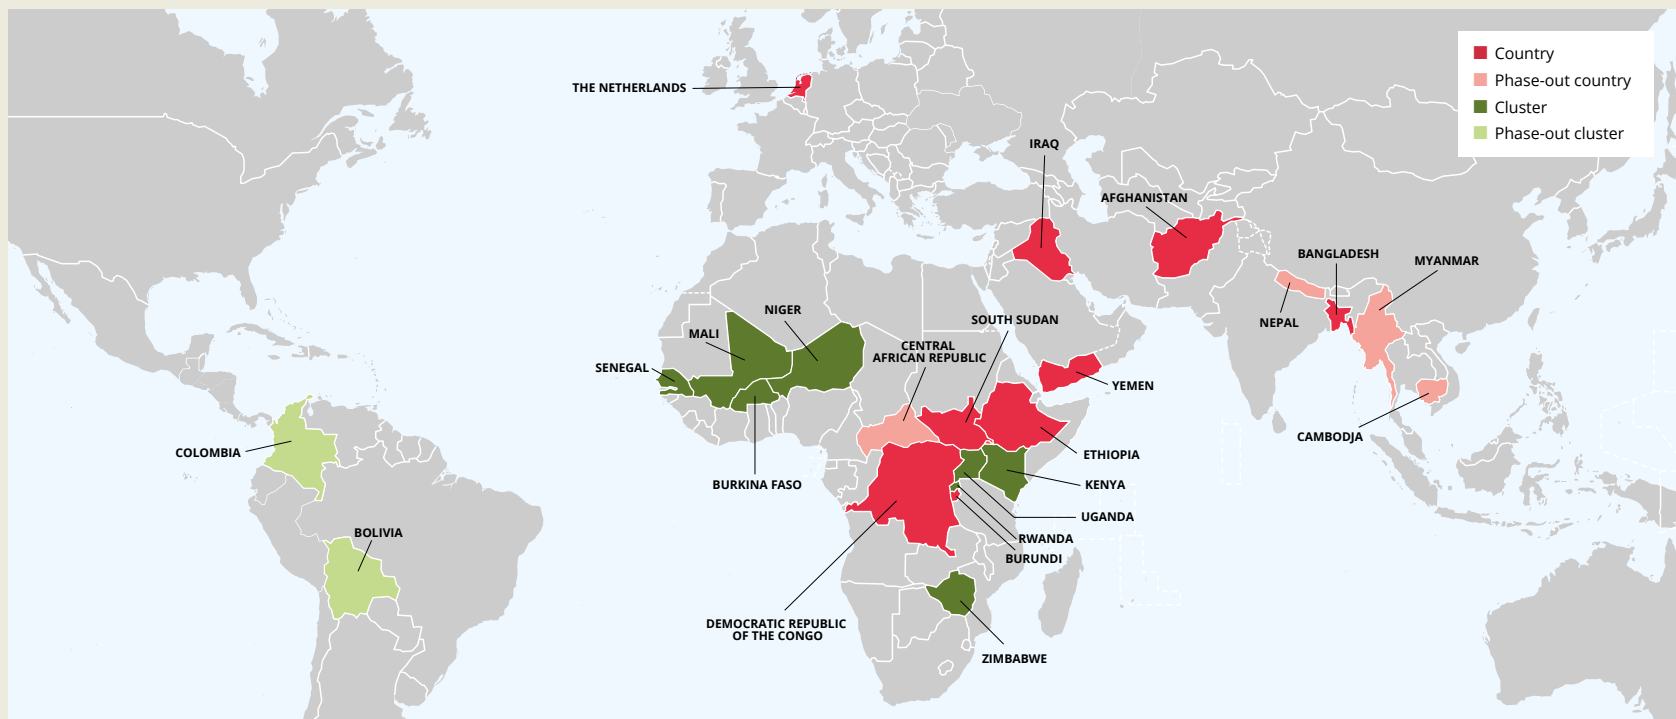 Country
Phase-out country
Cluster
Phase-out cluster
THE NETHERLANDS
IRAQ
AFGHANISTAN
BANGLADESH
MYANMAR
NEPAL
CAMBODJA
YEMEN
SOUTH SUDAN
NIGER
MALI
SENEGAL
CENTRAL
AFRICAN REPUBLIC
BURKINA FASO
ETHIOPIA
KENYA
UGANDA
RWANDA
BURUNDI
DEMOCRATIC REPUBLIC
OF THE CONGO
ZIMBABWE
COLOMBIA
BOLIVIA